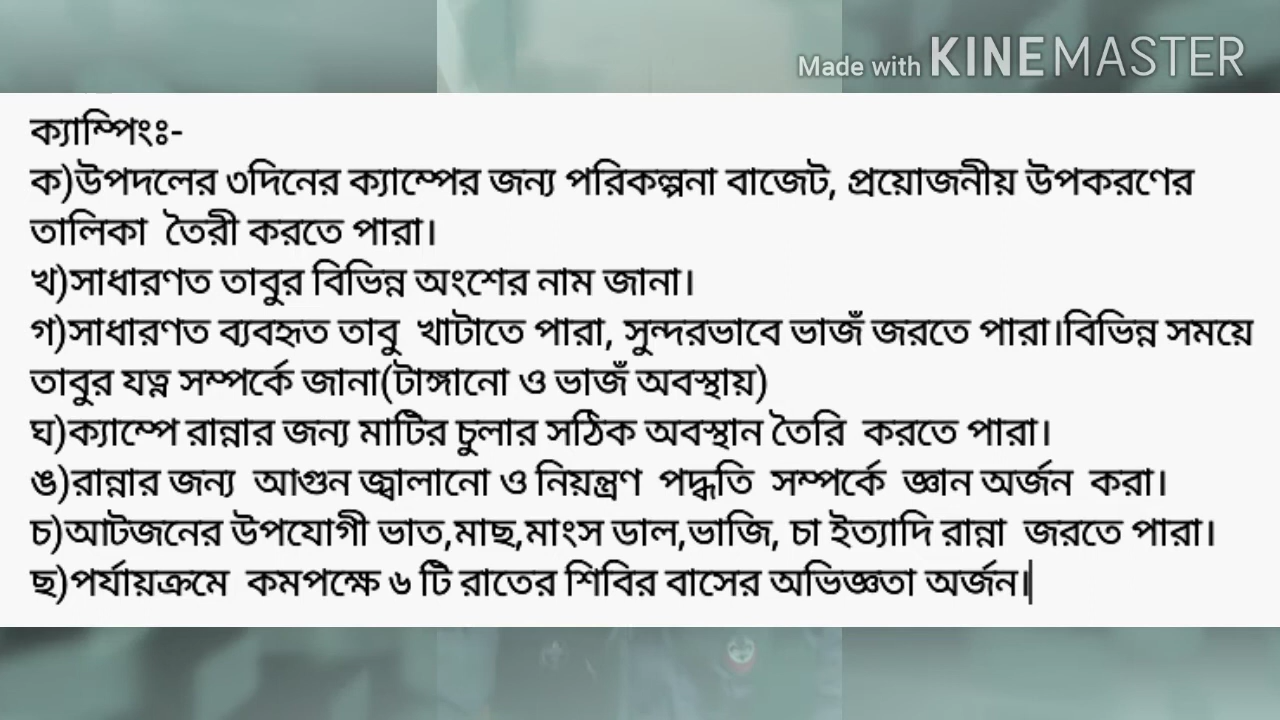 Made with KINEMASTER
ক্যাম্পিংঃ-
ক)উপদলের ৩দিনের ক্যাম্পের জন্য পরিকল্পনা বাজেট, প্রয়োজনীয় উপকরণের
তালিকা  তৈরী করতে পারা।
খ)সাধারণত তাবুর বিভিন্ন অংশের নাম জানা।
গ)সাধারণত ব্যবহৃত তাবু  খাটাতে পারা, সুন্দরভাবে ভাজঁ জরতে পারা।বিভিন্ন সময়ে
তাবুর যত্ন সম্পর্কে জানা(টাঙ্গানো ও ভাজঁ অবস্থায়)
ঘ)ক্যাম্পে রান্নার জন্য মাটির চুলার সঠিক অবস্থান তৈরি  করতে পারা।
ঙ)রান্নার জন্য  আগুন জ্বালানো ও নিয়ন্ত্রণ  পদ্ধতি  সম্পর্কে  জ্ঞান অর্জন  করা।
চ)আটজনের উপযোগী ভাত,মাছ,মাংস ডাল,ভাজি, চা ইত্যাদি রান্না  জরতে পারা।
ছ)পর্যায়ক্রমে  কমপক্ষে ৬ টি রাতের শিবির বাসের অভিজ্ঞতা অর্জন।